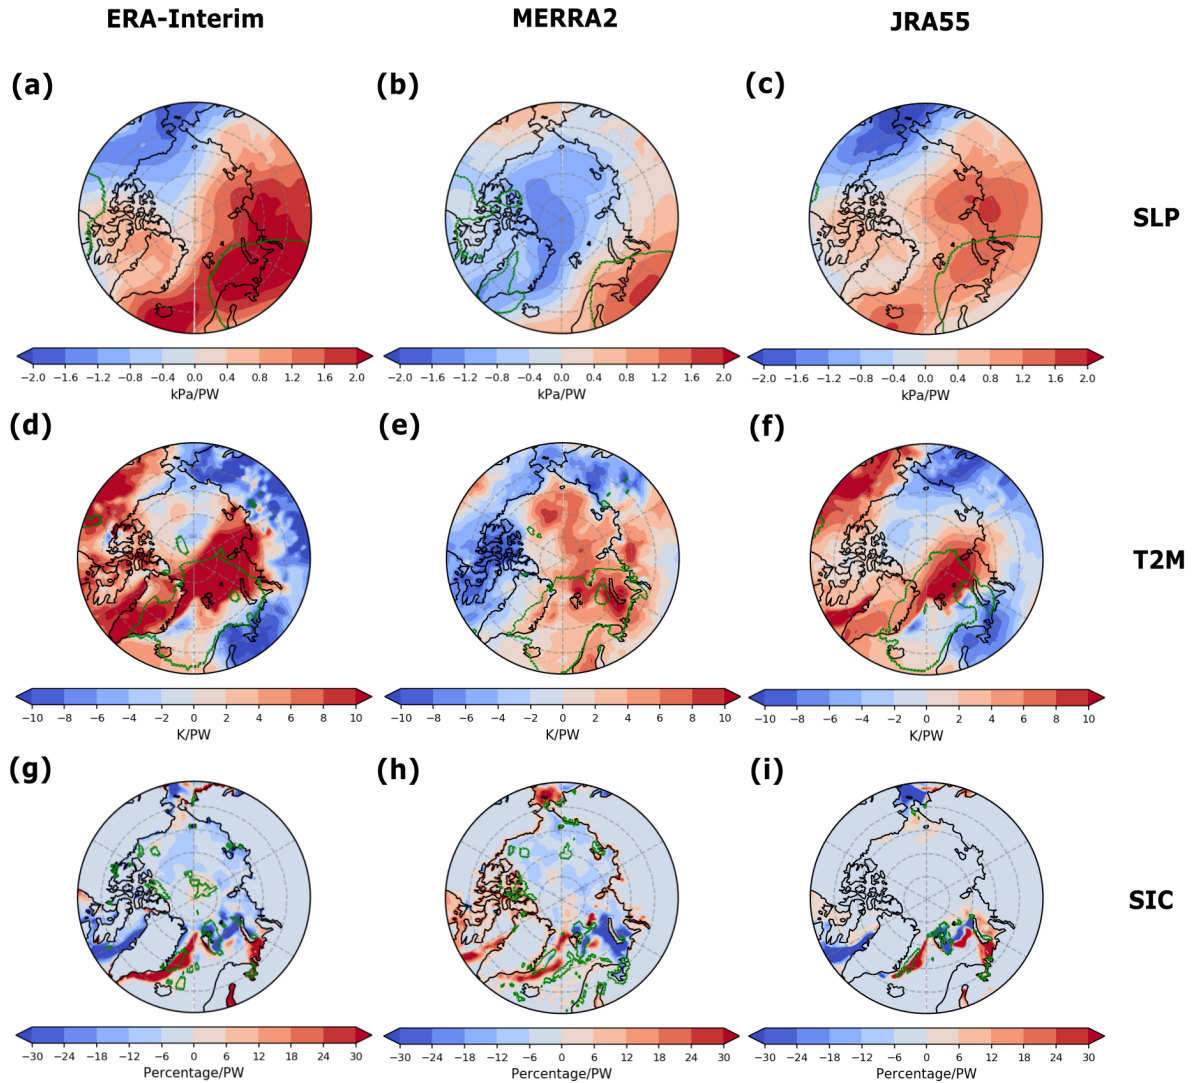 ERA-Interim MERRA2 JRA55
(a) (b) (c)
SLP
−2.0 −1.6 −1.2 −0.8 −0.4 0.0 0.4 0.8 1.2 1.6 2.0
kPa/PW
−2.0 −1.6 −1.2 −0.8 −0.4 0.0 0.4 0.8 1.2 1.6 2.0
kPa/PW
−2.0 −1.6 −1.2 −0.8 −0.4 0.0 0.4 0.8 1.2 1.6 2.0
kPa/PW
(d) (e) (f)
T2M
−10 −8 −6 −4 −2 0 2 4 6 8 10
K/PW
−10 −8 −6 −4 −2 0 2 4 6 8 10
K/PW
−10 −8 −6 −4 −2 0 2 4 6 8 10
K/PW
(g) (h) (i)
SIC
−30 −24 −18 −12 −6 0 6 12 18 24 30
Percentage/PW
−30 −24 −18 −12 −6 0 6 12 18 24 30
Percentage/PW
−30 −24 −18 −12 −6 0 6 12 18 24 30
Percentage/PW